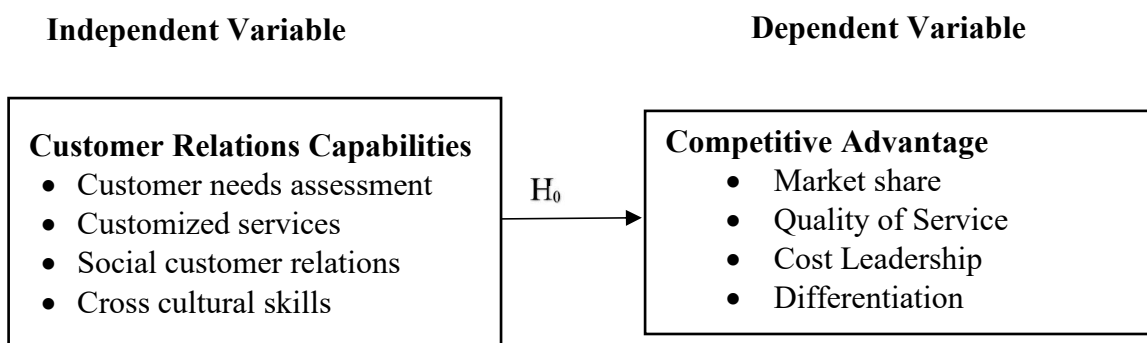 Independent Variable
Dependent Variable
Customer Relations Capabilities
• Customer needs assessment
• Customized services
• Social customer relations
• Cross cultural skills
H₀
Competitive Advantage
• Market share
• Quality of Service
• Cost Leadership
• Differentiation